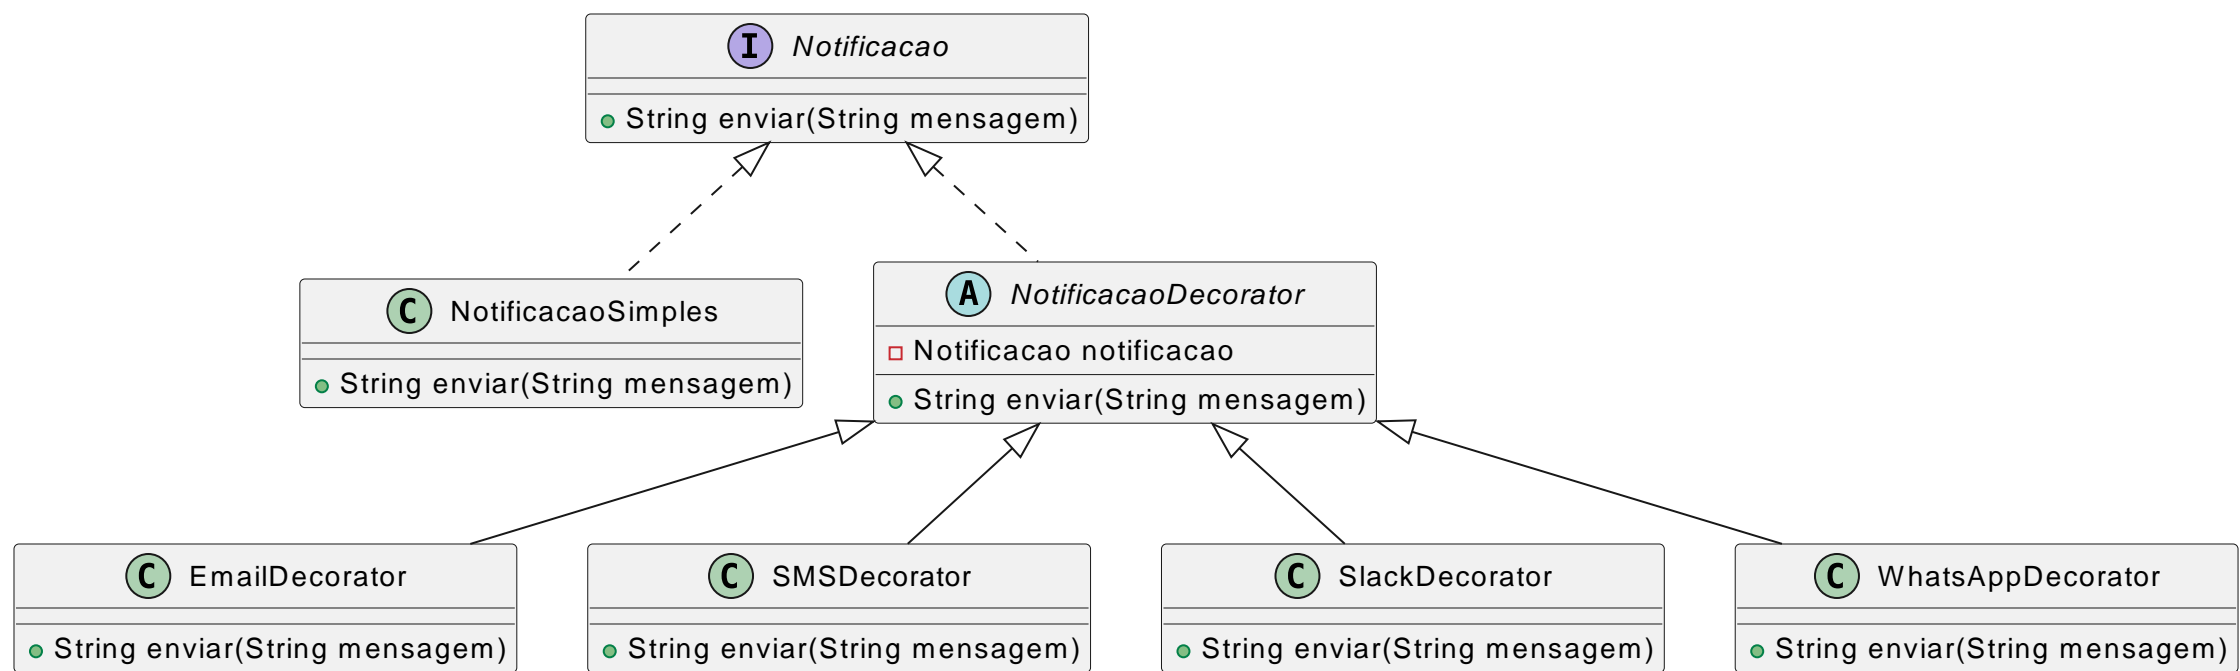 I Notificacao
String enviar(String mensagem)
C NotificacaoSimples
String enviar(String mensagem)
A NotificacaoDecorator
Notificacao notificacao
String enviar(String mensagem)
C EmailDecorator
String enviar(String mensagem)
C SMSDecorator
String enviar(String mensagem)
C SlackDecorator
String enviar(String mensagem)
C WhatsAppDecorator
String enviar(String mensagem)